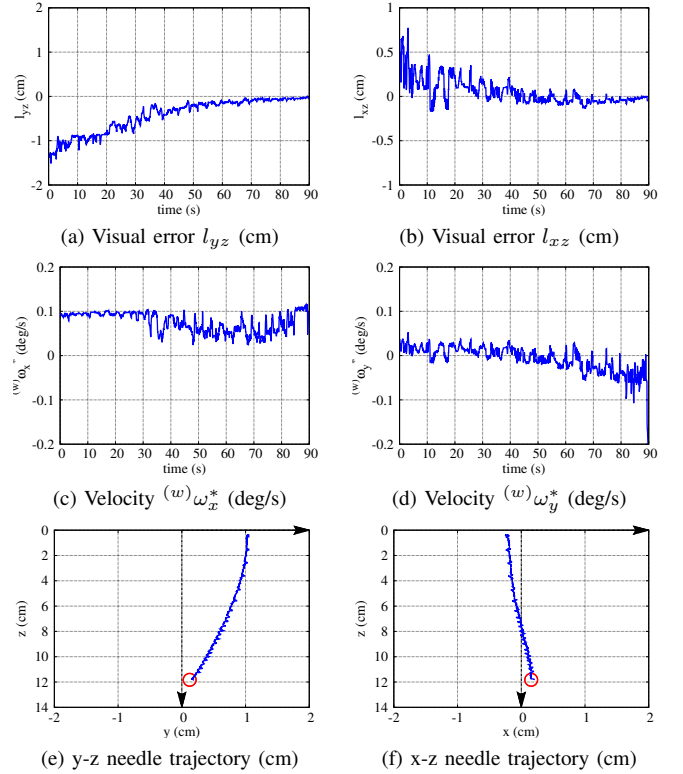 2
1
0
-1
-2
l_yz (cm)
0 10 20 30 40 50 60 70 80 90
time (s)
(a) Visual error l_yz (cm)
1
0.5
0
-0.5
-1
l_xz (cm)
0 10 20 30 40 50 60 70 80 90
time (s)
(b) Visual error l_xz (cm)
0.2
0.1
0
-0.1
-0.2
(w)ω_x* (deg/s)
0 10 20 30 40 50 60 70 80 90
time (s)
(c) Velocity (w)ω_x* (deg/s)
0.2
0.1
0
-0.1
-0.2
(w)ω_y* (deg/s)
0 10 20 30 40 50 60 70 80 90
time (s)
(d) Velocity (w)ω_y* (deg/s)
0
2
4
6
8
10
12
14
z (cm)
-2 -1 0 1 2
y (cm)
(e) y-z needle trajectory (cm)
0
2
4
6
8
10
12
14
z (cm)
-2 -1 0 1 2
x (cm)
(f) x-z needle trajectory (cm)